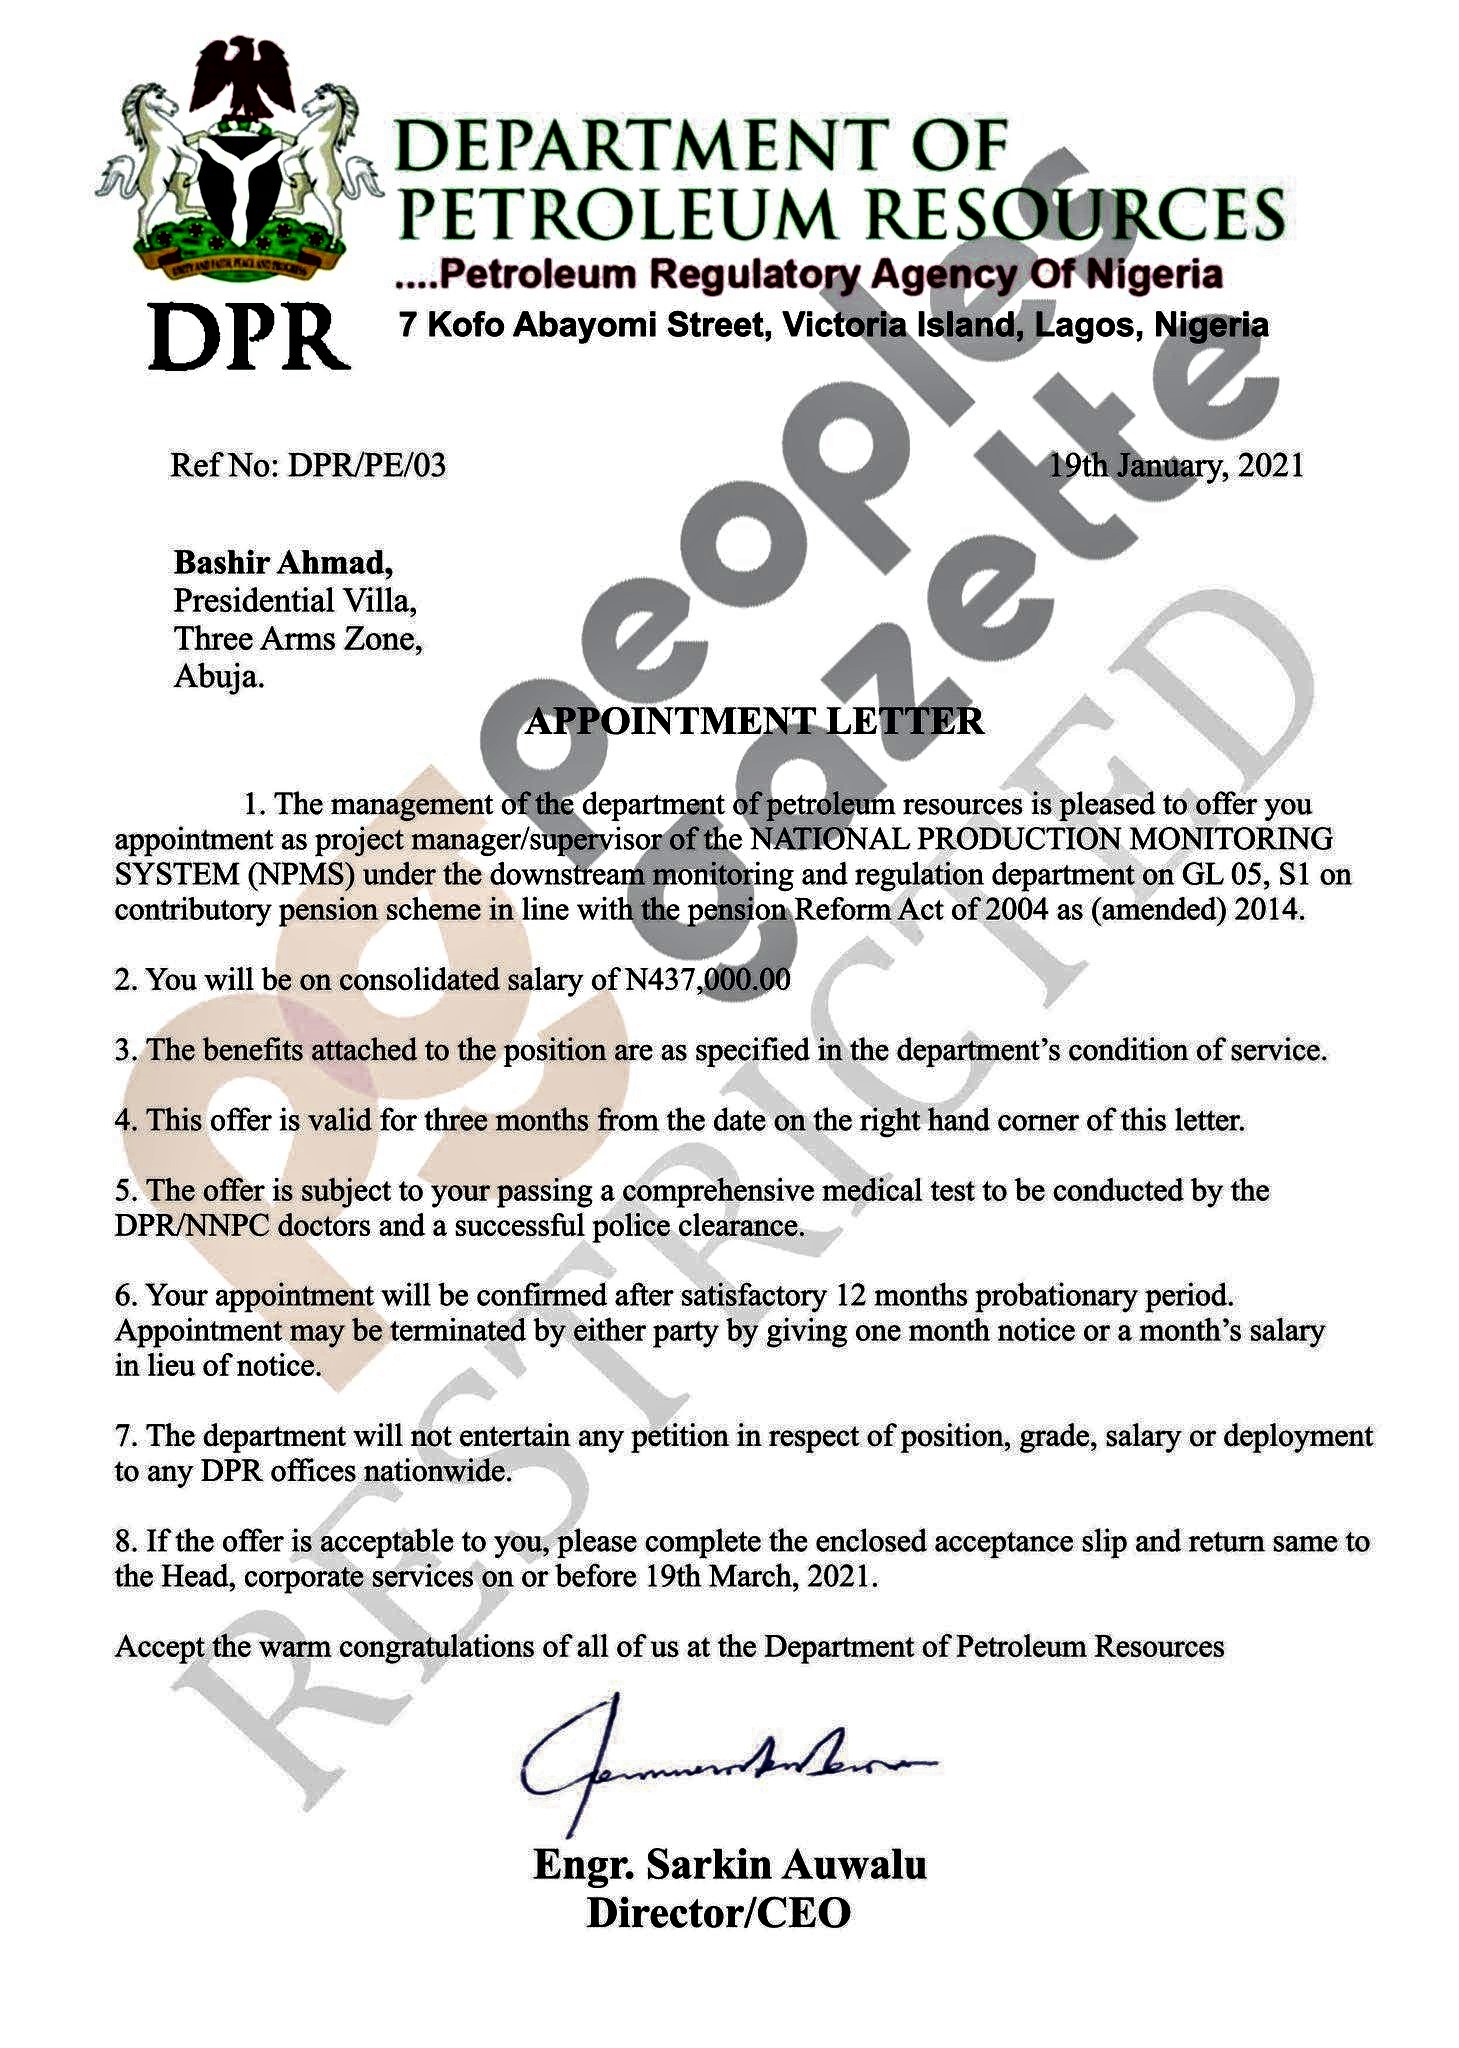 DEPARTMENT OF
PETROLEUM RESOURCES
....Petroleum Regulatory Agency Of Nigeria
7 Kofo Abayomi Street, Victoria Island, Lagos, Nigeria
UNITY AND FAITH, PEACE AND PROGRESS
DPR
Ref No: DPR/PE/03
19th January, 2021
Bashir Ahmad,
Presidential Villa,
Three Arms Zone,
Abuja.
APPOINTMENT LETTER
1. The management of the department of petroleum resources is pleased to offer you
appointment as project manager/supervisor of the NATIONAL PRODUCTION MONITORING
SYSTEM (NPMS) under the downstream monitoring and regulation department on GL 05, S1 on
contributory pension scheme in line with the pension Reform Act of 2004 as (amended) 2014.
2. You will be on consolidated salary of N437,000.00
3. The benefits attached to the position are as specified in the department’s condition of service.
4. This offer is valid for three months from the date on the right hand corner of this letter.
5. The offer is subject to your passing a comprehensive medical test to be conducted by the
DPR/NNPC doctors and a successful police clearance.
6. Your appointment will be confirmed after satisfactory 12 months probationary period.
Appointment may be terminated by either party by giving one month notice or a month’s salary
in lieu of notice.
7. The department will not entertain any petition in respect of position, grade, salary or deployment
to any DPR offices nationwide.
8. If the offer is acceptable to you, please complete the enclosed acceptance slip and return same to
the Head, corporate services on or before 19th March, 2021.
Accept the warm congratulations of all of us at the Department of Petroleum Resources
Engr. Sarkin Auwalu
Director/CEO
peoples
gazette
pg
RESTRICTED